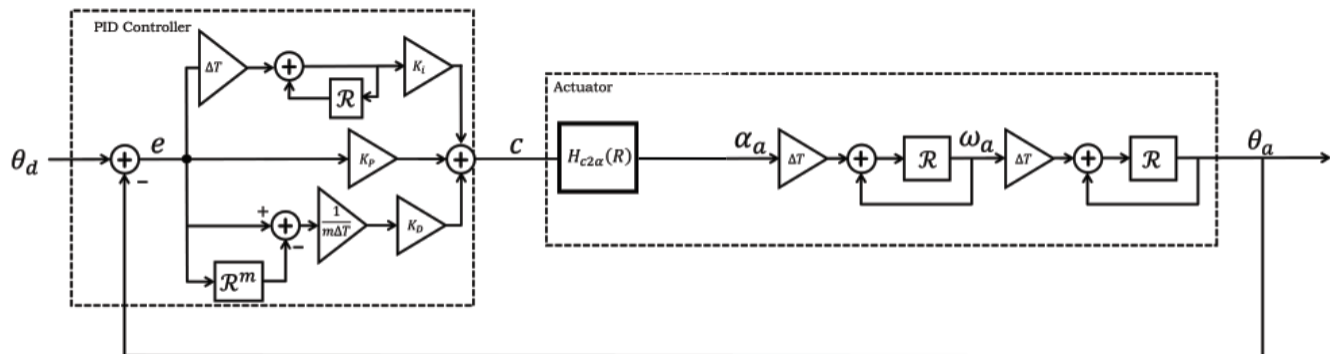 PID Controller
ΔT
+
K_i
ℛ
Actuator
θ_d
+
−
e
K_P
+
c
H_{c2α}(R)
α_a
ΔT
+
ℛ
ω_a
ΔT
+
ℛ
θ_a
+
+
−
1/mΔT
K_D
ℛ^m